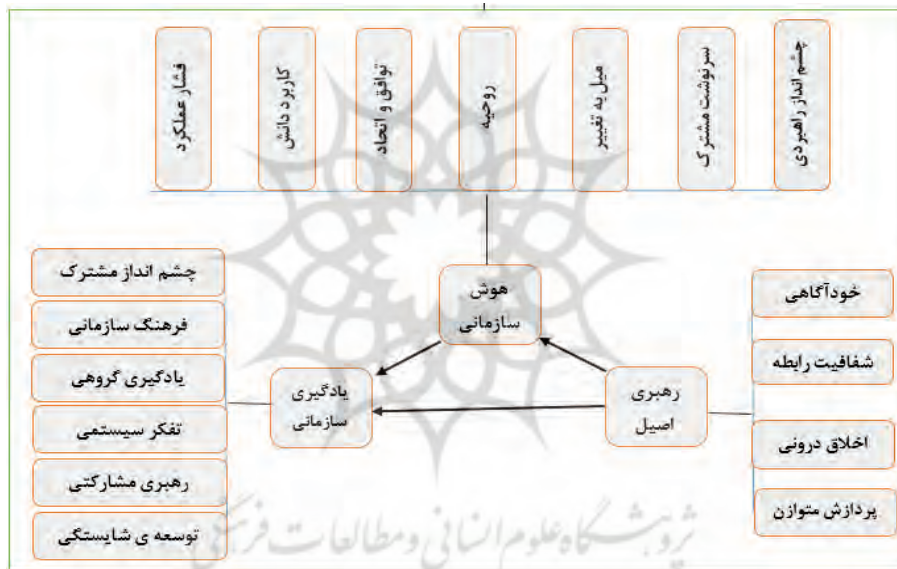 چشم انداز راهبردی
سرنوشت مشترک
میل به تغییر
روحیه
توافق و اتحاد
کاربرد دانش
فشار عملکرد
هوش
سازمانی
خودآگاهی
شفافیت رابطه
اخلاق درونی
پردازش متوازن
رهبری
اصیل
یادگیری
سازمانی
چشم انداز مشترک
فرهنگ سازمانی
یادگیری گروهی
تفکر سیستمی
رهبری مشارکتی
توسعه ی شایستگی
پژوهشگاه علوم انسانی و مطالعات فرهنگی